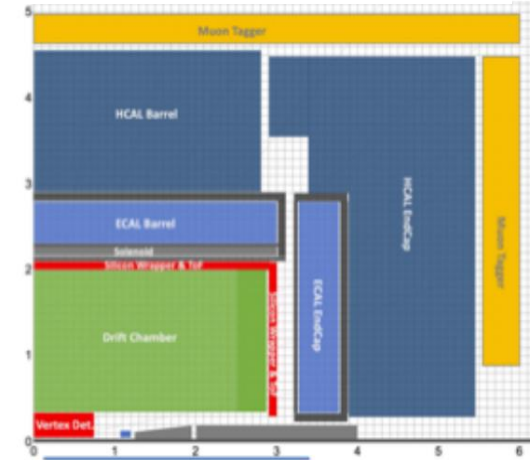 5
Muon Tagger
4
HCAL Barrel
3
HCAL EndCap
ECAL Barrel
Solenoid
Silicon Wrapper & ToF
Muon Tagger
2
ECAL EndCap
Silicon Wrapper & ToF
Drift Chamber
1
Vertex Det.
0
0 1 2 3 4 5 6